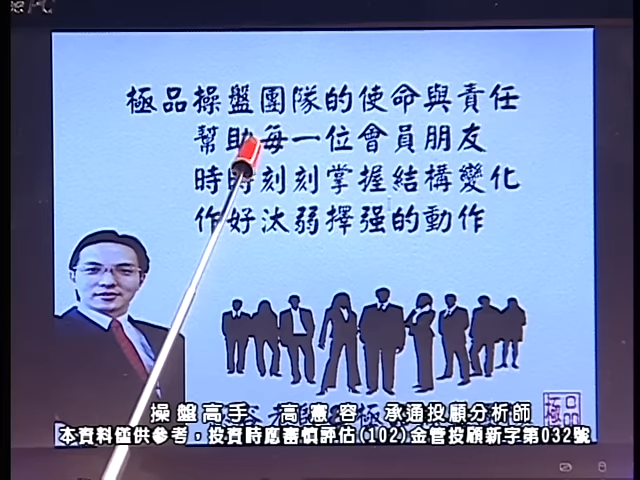 極品操盤團隊的使命與責任
幫助每一位會員朋友
時時刻刻掌握結構變化
作好汰弱擇强的動作
極品
操盤高手 高憲容 承通投顧分析師
本資料僅供參考，投資時應審慎評估(102)金管投顧新字第032號